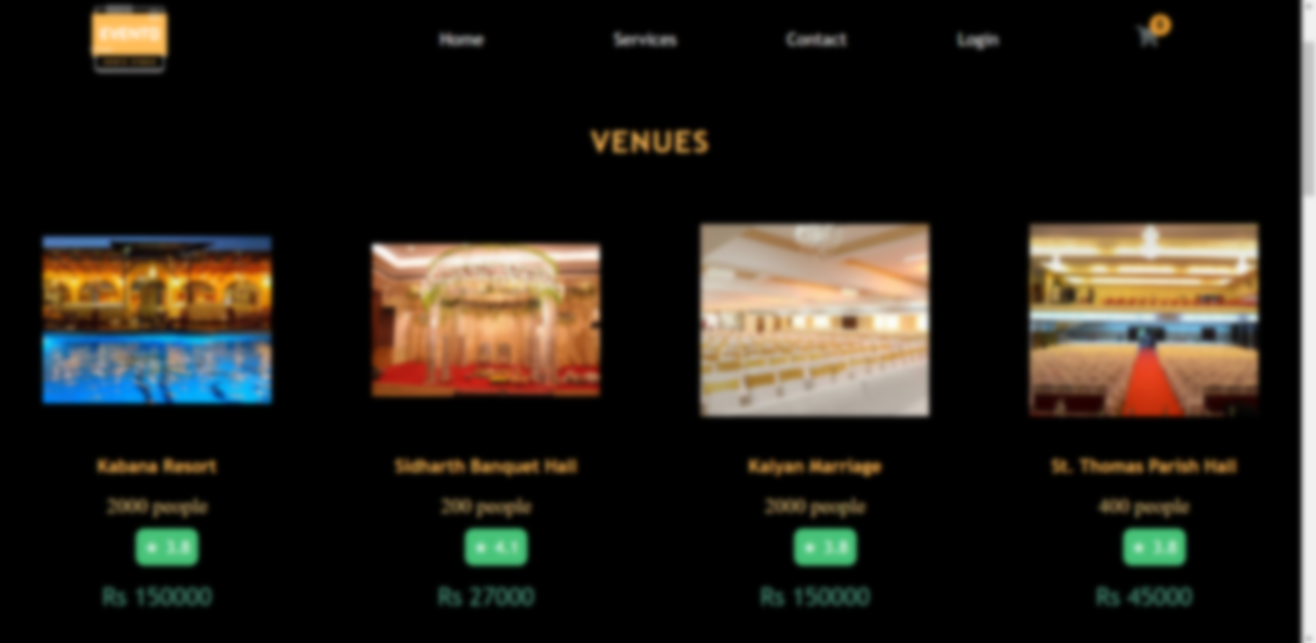 EVENTO
Home Services Contact Login
VENUES
Kabana Resort Sidharth Banquet Hall Kalyan Marriage St. Thomas Parish Hall
2000 people 200 people 2000 people 400 people
★ 3.8 ★ 4.1 ★ 3.8 ★ 3.8
Rs 150000 Rs 27000 Rs 150000 Rs 45000